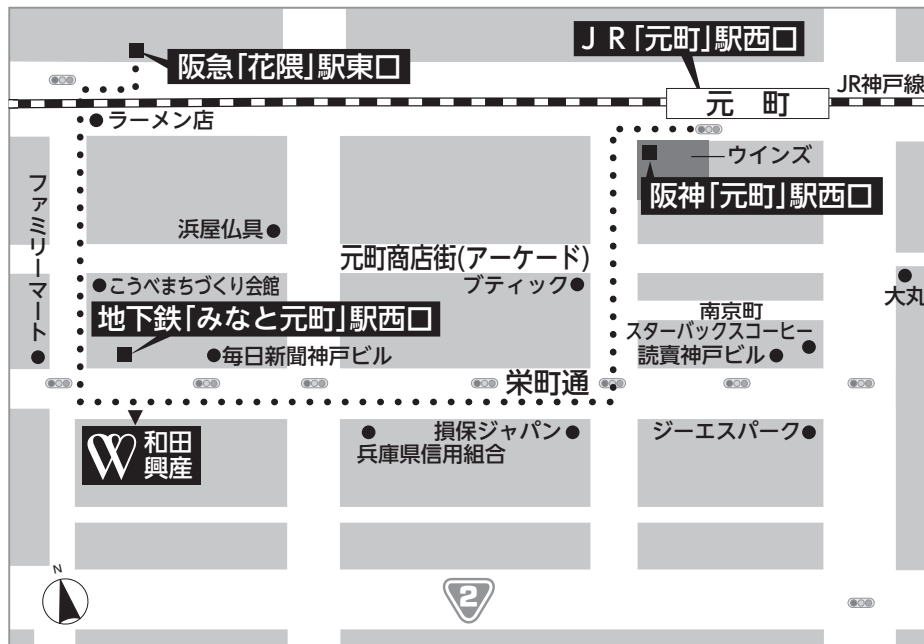 JR「元町」駅西口
阪急「花隈」駅東口
JR神戸線
元町
ラーメン店
ウインズ
阪神「元町」駅西口
ファミリーマート
浜屋仏具
元町商店街(アーケード)
こうべまちづくり会館
ブティック
大丸
地下鉄「みなと元町」駅西口
南京町
スターバックスコーヒー
毎日新聞神戸ビル
読賣神戸ビル
栄町通
和田
興産
損保ジャパン
兵庫県信用組合
ジーエスパーク
N
2